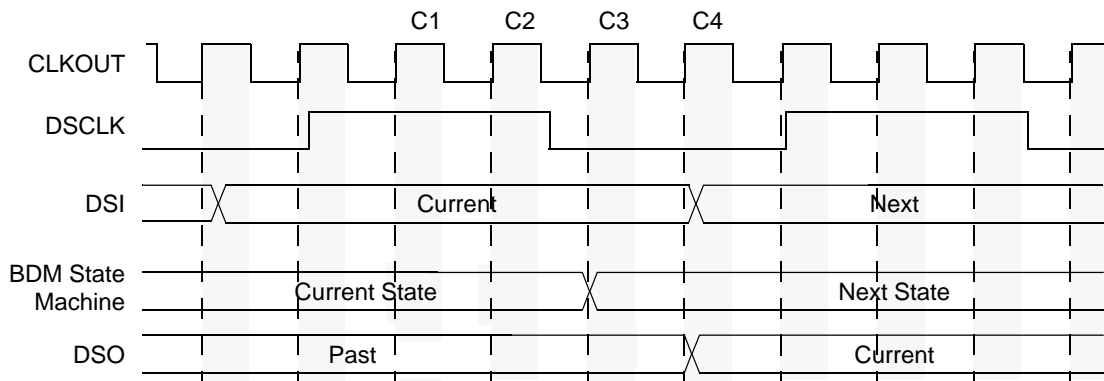 C1 C2 C3 C4
CLKOUT
DSCLK
DSI Current Next
BDM State
Machine Current State Next State
DSO Past Current